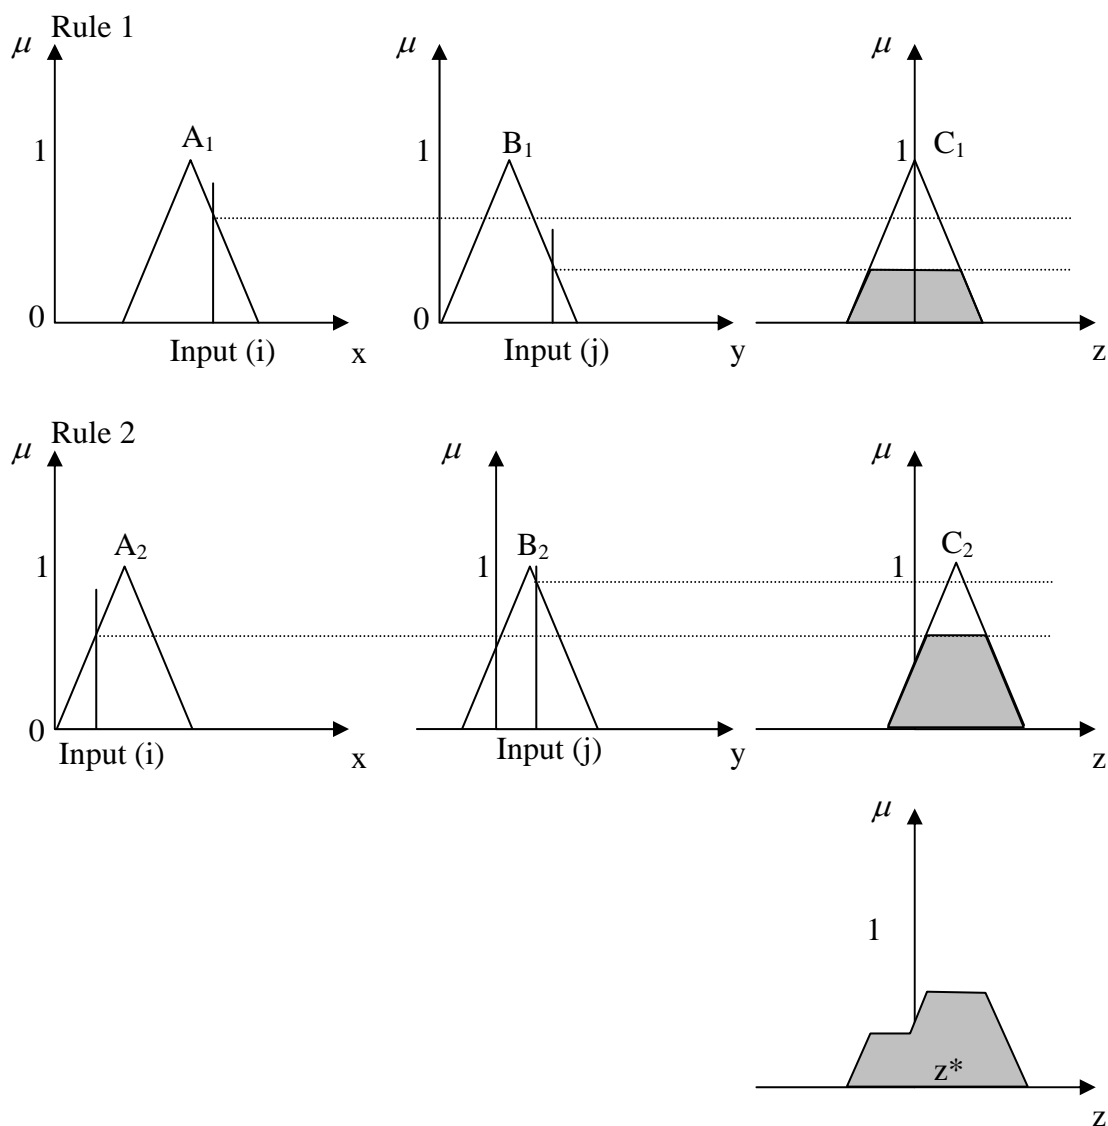 Rule 1
μ μ μ
A₁ B₁ C₁
1 1 1
0 0
Input (i) x Input (j) y z
Rule 2
μ μ μ
A₂ B₂ C₂
1 1 1
0
Input (i) x Input (j) y z
μ
1
z*
z